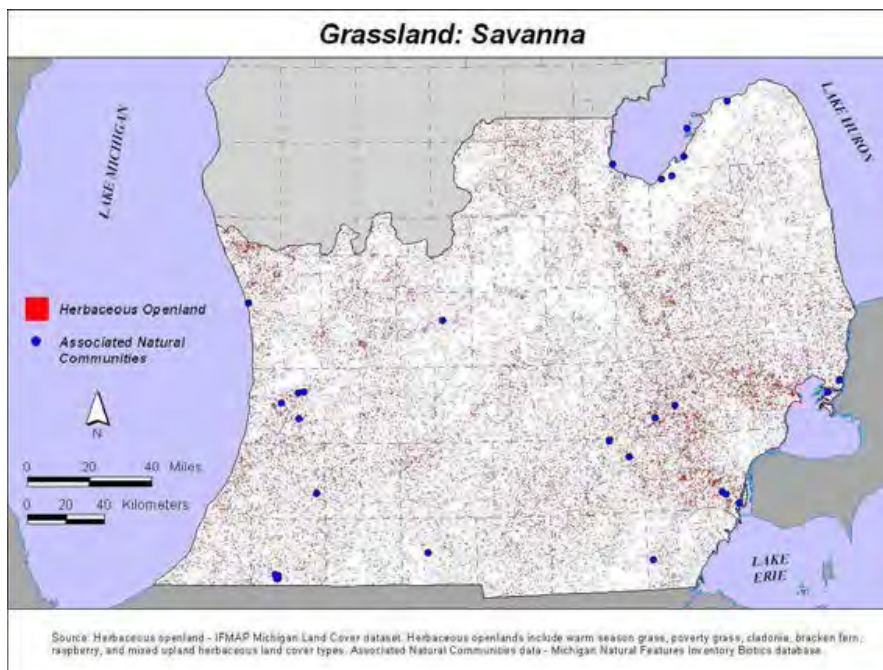 Grassland: Savanna
LAKE MICHIGAN
LAKE HURON
Herbaceous Openland
Associated Natural
Communities
N
0 20 40 Miles
0 20 40 Kilometers
LAKE
ERIE
Source: Herbaceous openland - IFMAP Michigan Land Cover dataset. Herbaceous openlands include warm season grass, poverty grass, cladonia, bracken fern,
raspberry, and mixed upland herbaceous land cover types. Associated Natural Communities data - Michigan Natural Features Inventory Biotics database.